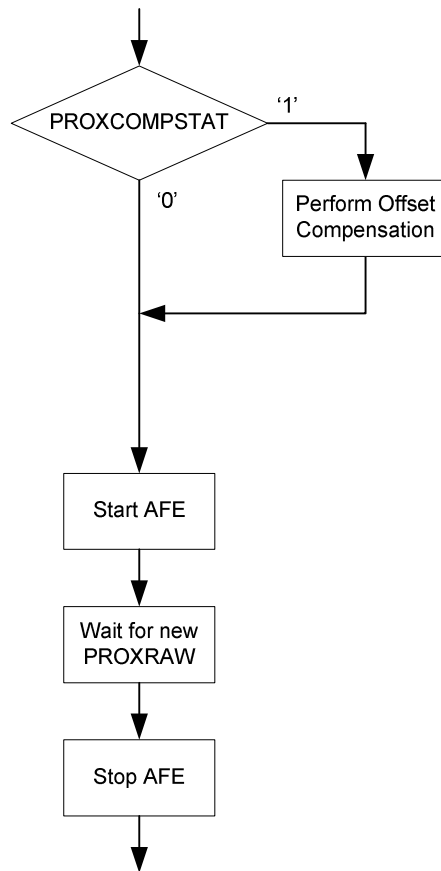 PROXCOMPSTAT
‘1’
‘0’
Perform Offset
Compensation
Start AFE
Wait for new
PROXRAW
Stop AFE